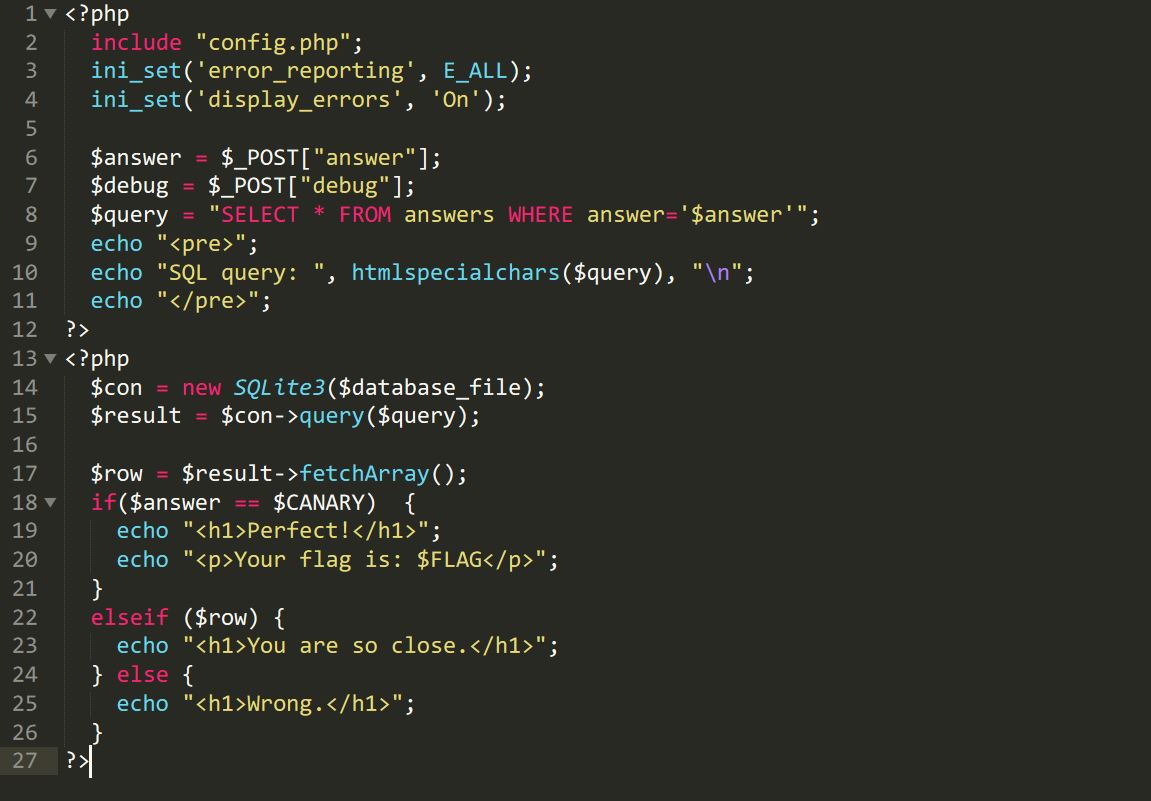 1 <?php
2 include "config.php";
3 ini_set('error_reporting', E_ALL);
4 ini_set('display_errors', 'On');
5
6 $answer = $_POST["answer"];
7 $debug = $_POST["debug"];
8 $query = "SELECT * FROM answers WHERE answer='$answer'";
9 echo "<pre>";
10 echo "SQL query: ", htmlspecialchars($query), "\n";
11 echo "</pre>";
12 ?>
13 <?php
14 $con = new SQLite3($database_file);
15 $result = $con->query($query);
16
17 $row = $result->fetchArray();
18 if($answer == $CANARY)  {
19 echo "<h1>Perfect!</h1>";
20 echo "<p>Your flag is: $FLAG</p>";
21 }
22 elseif ($row) {
23 echo "<h1>You are so close.</h1>";
24 } else {
25 echo "<h1>Wrong.</h1>";
26 }
27 ?>